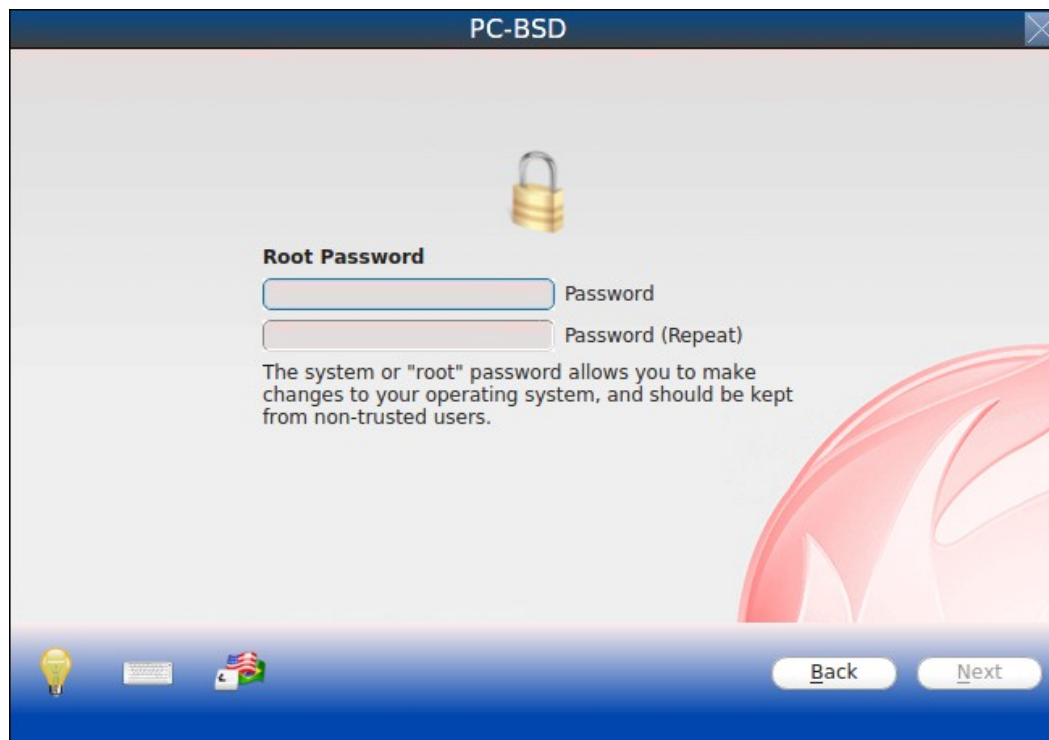 PC-BSD
Root Password
Password
Password (Repeat)
The system or "root" password allows you to make
changes to your operating system, and should be kept
from non-trusted users.
Back Next